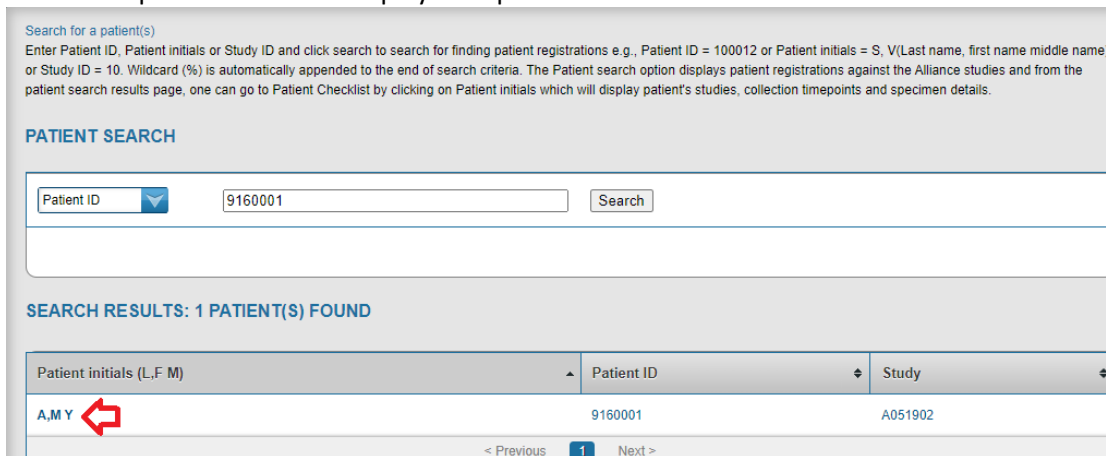 Search for a patient(s)
Enter Patient ID, Patient initials or Study ID and click search to search for finding patient registrations e.g., Patient ID = 100012 or Patient initials = S, V(Last name, first name middle name
or Study ID = 10. Wildcard (%) is automatically appended to the end of search criteria. The Patient search option displays patient registrations against the Alliance studies and from the
patient search results page, one can go to Patient Checklist by clicking on Patient initials which will display patient's studies, collection timepoints and specimen details.
PATIENT SEARCH
Patient ID 9160001 Search
SEARCH RESULTS: 1 PATIENT(S) FOUND
Patient initials (L,F M) Patient ID Study
A,M Y 9160001 A051902
< Previous 1 Next >